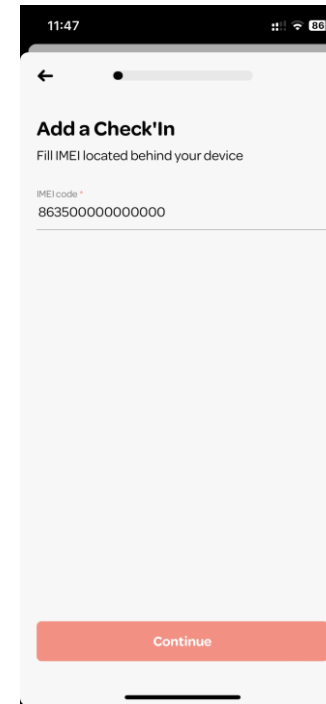 11:47
86
Add a Check'In
Fill IMEI located behind your device
IMEI code *
863500000000000
Continue